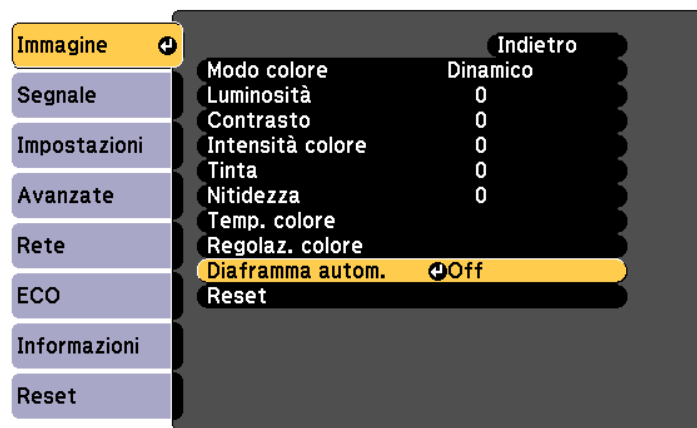 Immagine
Segnale
Impostazioni
Avanzate
Rete
ECO
Informazioni
Reset
Indietro
Modo colore Dinamico
Luminosità 0
Contrasto 0
Intensità colore 0
Tinta 0
Nitidezza 0
Temp. colore
Regolaz. colore
Diaframma autom. Off
Reset